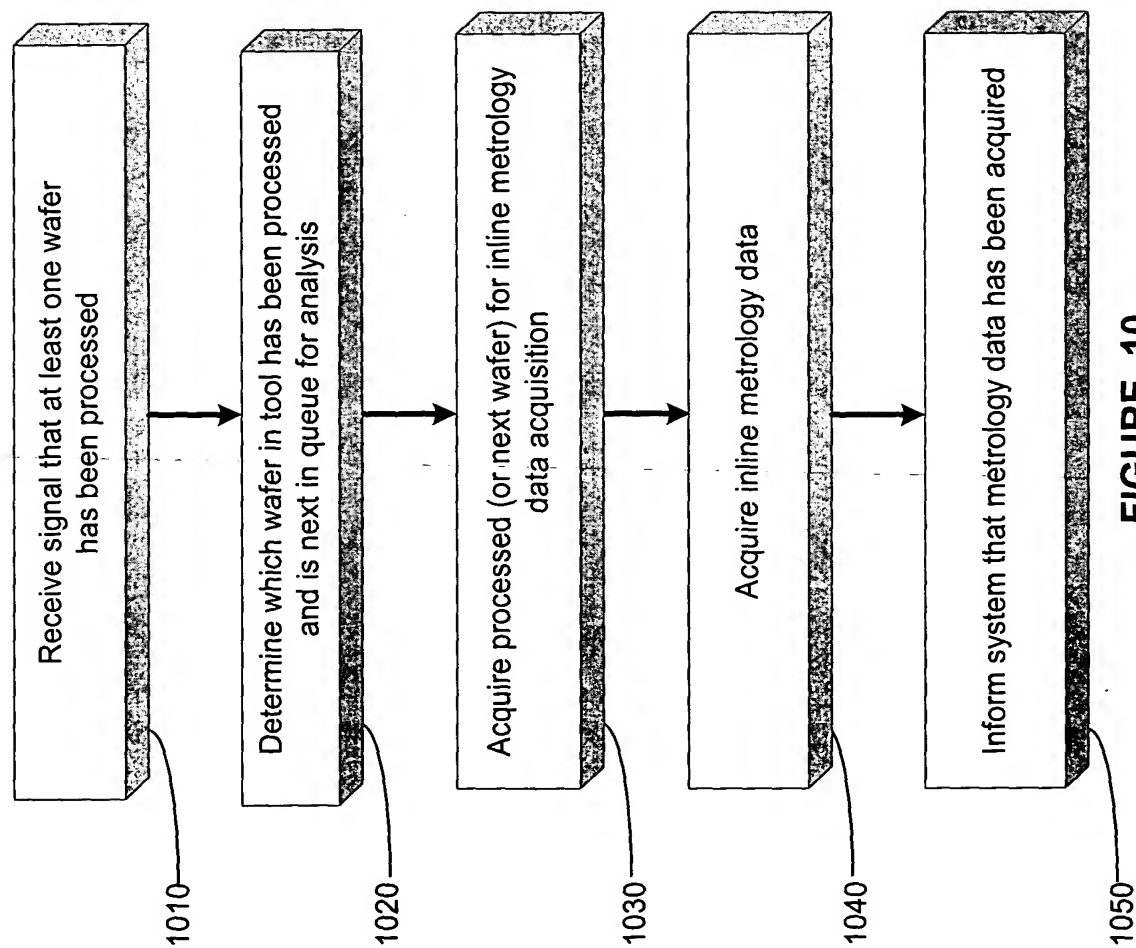 Receive signal that at least one wafer
has been processed
1010
Determine which wafer in tool has been processed
and is next in queue for analysis
1020
Acquire processed (or next wafer) for inline metrology
data acquisition
1030
Acquire inline metrology data
1040
Inform system that metrology data has been acquired
1050
FIGURE 10